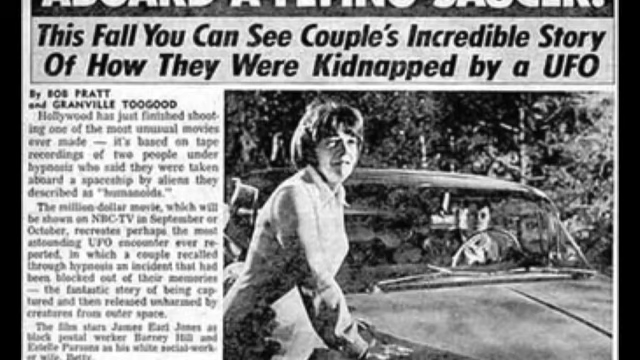 ABOARD A FLYING SAUCER!
This Fall You Can See Couple's Incredible Story
Of How They Were Kidnapped by a UFO
By BOB PRATT
and GRANVILLE TOOGOOD
Hollywood has just finished shoot-
ing one of the most unusual movies
ever made — it's based on tape
recordings of two people under
hypnosis who said they were taken
aboard a spaceship by aliens they
described as "humanoids."
The million-dollar movie, which will
be shown on NBC-TV in September or
October, recreates perhaps the most
astounding UFO encounter ever re-
ported, in which a couple recalled
through hypnosis an incident that had
been blocked out of their memories
— the fantastic story of being cap-
tured and then released unharmed by
creatures from outer space.
The film stars James Earl Jones as
black postal worker Barney Hill and
Estelle Parsons as his white social-work-
er wife, Betty.